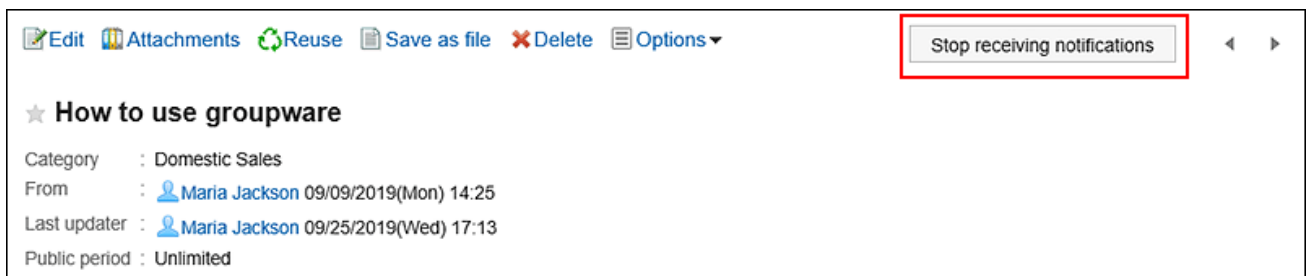 Edit Attachments Reuse Save as file Delete Options Stop receiving notifications
How to use groupware
Category : Domestic Sales
From : Maria Jackson 09/09/2019(Mon) 14:25
Last updater : Maria Jackson 09/25/2019(Wed) 17:13
Public period : Unlimited